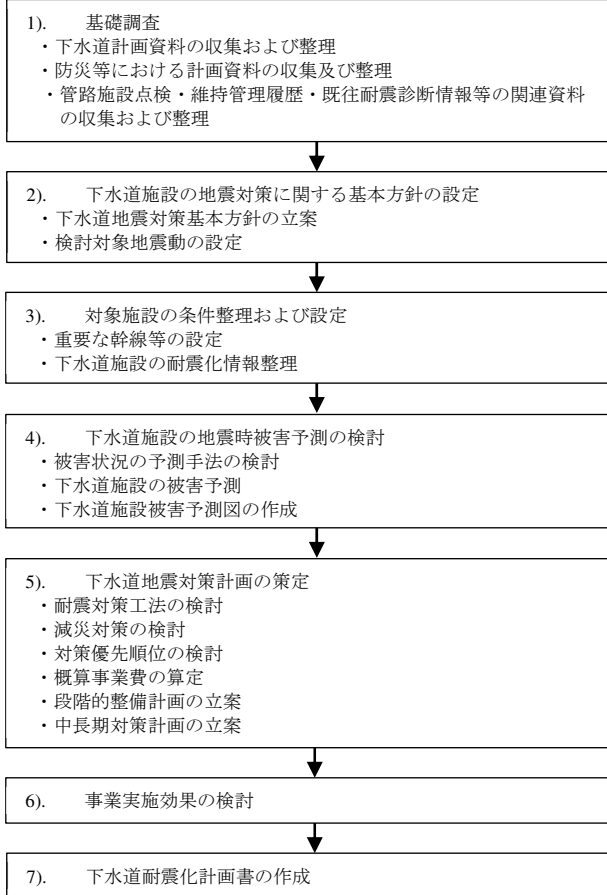 1). 基礎調査
・下水道計画資料の収集および整理
・防災等における計画資料の収集及び整理
・管路施設点検・維持管理履歴・既往耐震診断情報等の関連資料
の収集および整理
2). 下水道施設の地震対策に関する基本方針の設定
・下水道地震対策基本方針の立案
・検討対象地震動の設定
3). 対象施設の条件整理および設定
・重要な幹線等の設定
・下水道施設の耐震化情報整理
4). 下水道施設の地震時被害予測の検討
・被害状況の予測手法の検討
・下水道施設の被害予測
・下水道施設被害予測図の作成
5). 下水道地震対策計画の策定
・耐震対策工法の検討
・減災対策の検討
・対策優先順位の検討
・概算事業費の算定
・段階的整備計画の立案
・中長期対策計画の立案
6). 事業実施効果の検討
7). 下水道耐震化計画書の作成